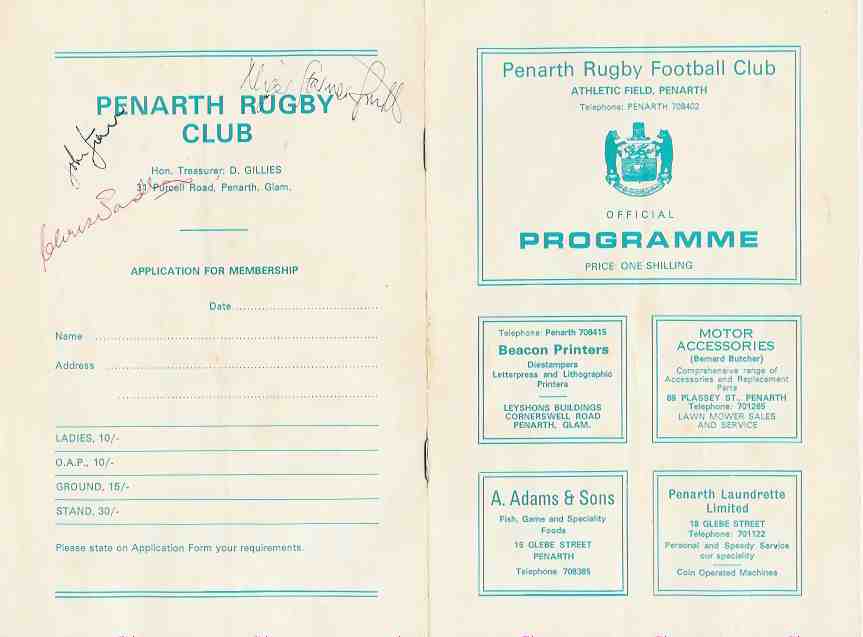 PENARTH RUGBY
CLUB
Hon. Treasurer: D. GILLIES
31 Purcell Road, Penarth, Glam.
APPLICATION FOR MEMBERSHIP
Date
Name
Address
LADIES, 10/-
O.A.P., 10/-
GROUND, 15/-
STAND, 30/-
Please state on Application Form your requirements.
Penarth Rugby Football Club
ATHLETIC FIELD, PENARTH
Telephone: PENARTH 708402
OFFICIAL
PROGRAMME
PRICE: ONE SHILLING
Telephone: Penarth 708415
Beacon Printers
Diestampers
Letterpress and Lithographic
Printers
LEYSHONS BUILDINGS
CORNERSWELL ROAD
PENARTH, GLAM.
MOTOR
ACCESSORIES
(Bernard Butcher)
Comprehensive range of
Accessories and Replacement
Parts
PLASSEY ST., PENARTH
Telephone: 701265
LAWN MOWER SALES
AND SERVICE
A. Adams & Sons
Fish, Game and Speciality
Foods
15 GLEBE STREET
PENARTH
Telephone 708385
Penarth Laundrette
Limited
18 GLEBE STREET
Telephone: 701122
Personal and Speedy Service
our speciality
Coin Operated Machines